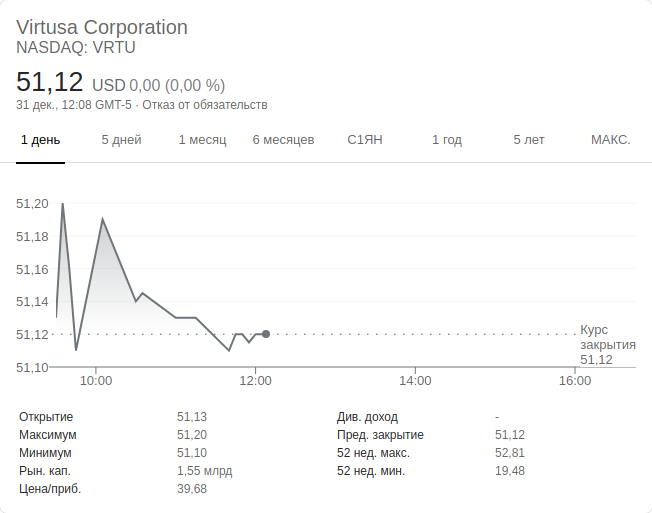 Virtusa Corporation
NASDAQ: VRTU
51,12 USD 0,00 (0,00 %)
31 дек., 12:08 GMT-5 · Отказ от обязательств
1 день 5 дней 1 месяц 6 месяцев С1ЯН 1 год 5 лет МАКС.
51,20
51,18
51,16
51,14
51,12
51,10
Курс
закрытия
51,12
10:00 12:00 14:00 16:00
Открытие 51,13 Див. доход -
Максимум 51,20 Пред. закрытие 51,12
Минимум 51,10 52 нед. макс. 52,81
Рын. кап. 1,55 млрд 52 нед. мин. 19,48
Цена/приб. 39,68